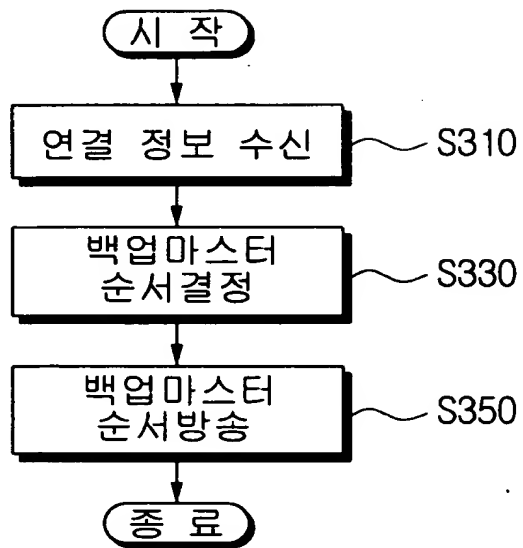 시 작
연결 정보 수신
S310
백업마스터
순서결정
S330
백업마스터
순서방송
S350
종 료